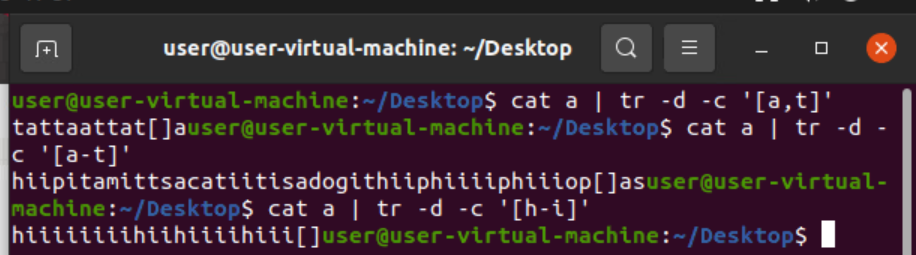 user@user-virtual-machine: ~/Desktop
user@user-virtual-machine:~/Desktop$ cat a | tr -d -c '[a,t]'
tattaattat[]auser@user-virtual-machine:~/Desktop$ cat a | tr -d -
c '[a-t]'
hiipitamittsacatiitisadogithiiphiiiiphiiiop[]asuser@user-virtual-
machine:~/Desktop$ cat a | tr -d -c '[h-i]'
hiiiiiiiihiihiiiihiii[]user@user-virtual-machine:~/Desktop$